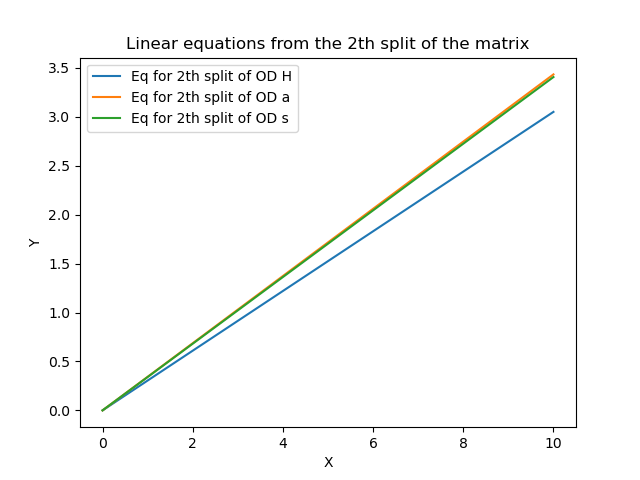 Linear equations from the 2th split of the matrix
Eq for 2th split of OD H
Eq for 2th split of OD a
Eq for 2th split of OD s
3.5
3.0
2.5
2.0
1.5
1.0
0.5
0.0
Y
0 2 4 6 8 10
X